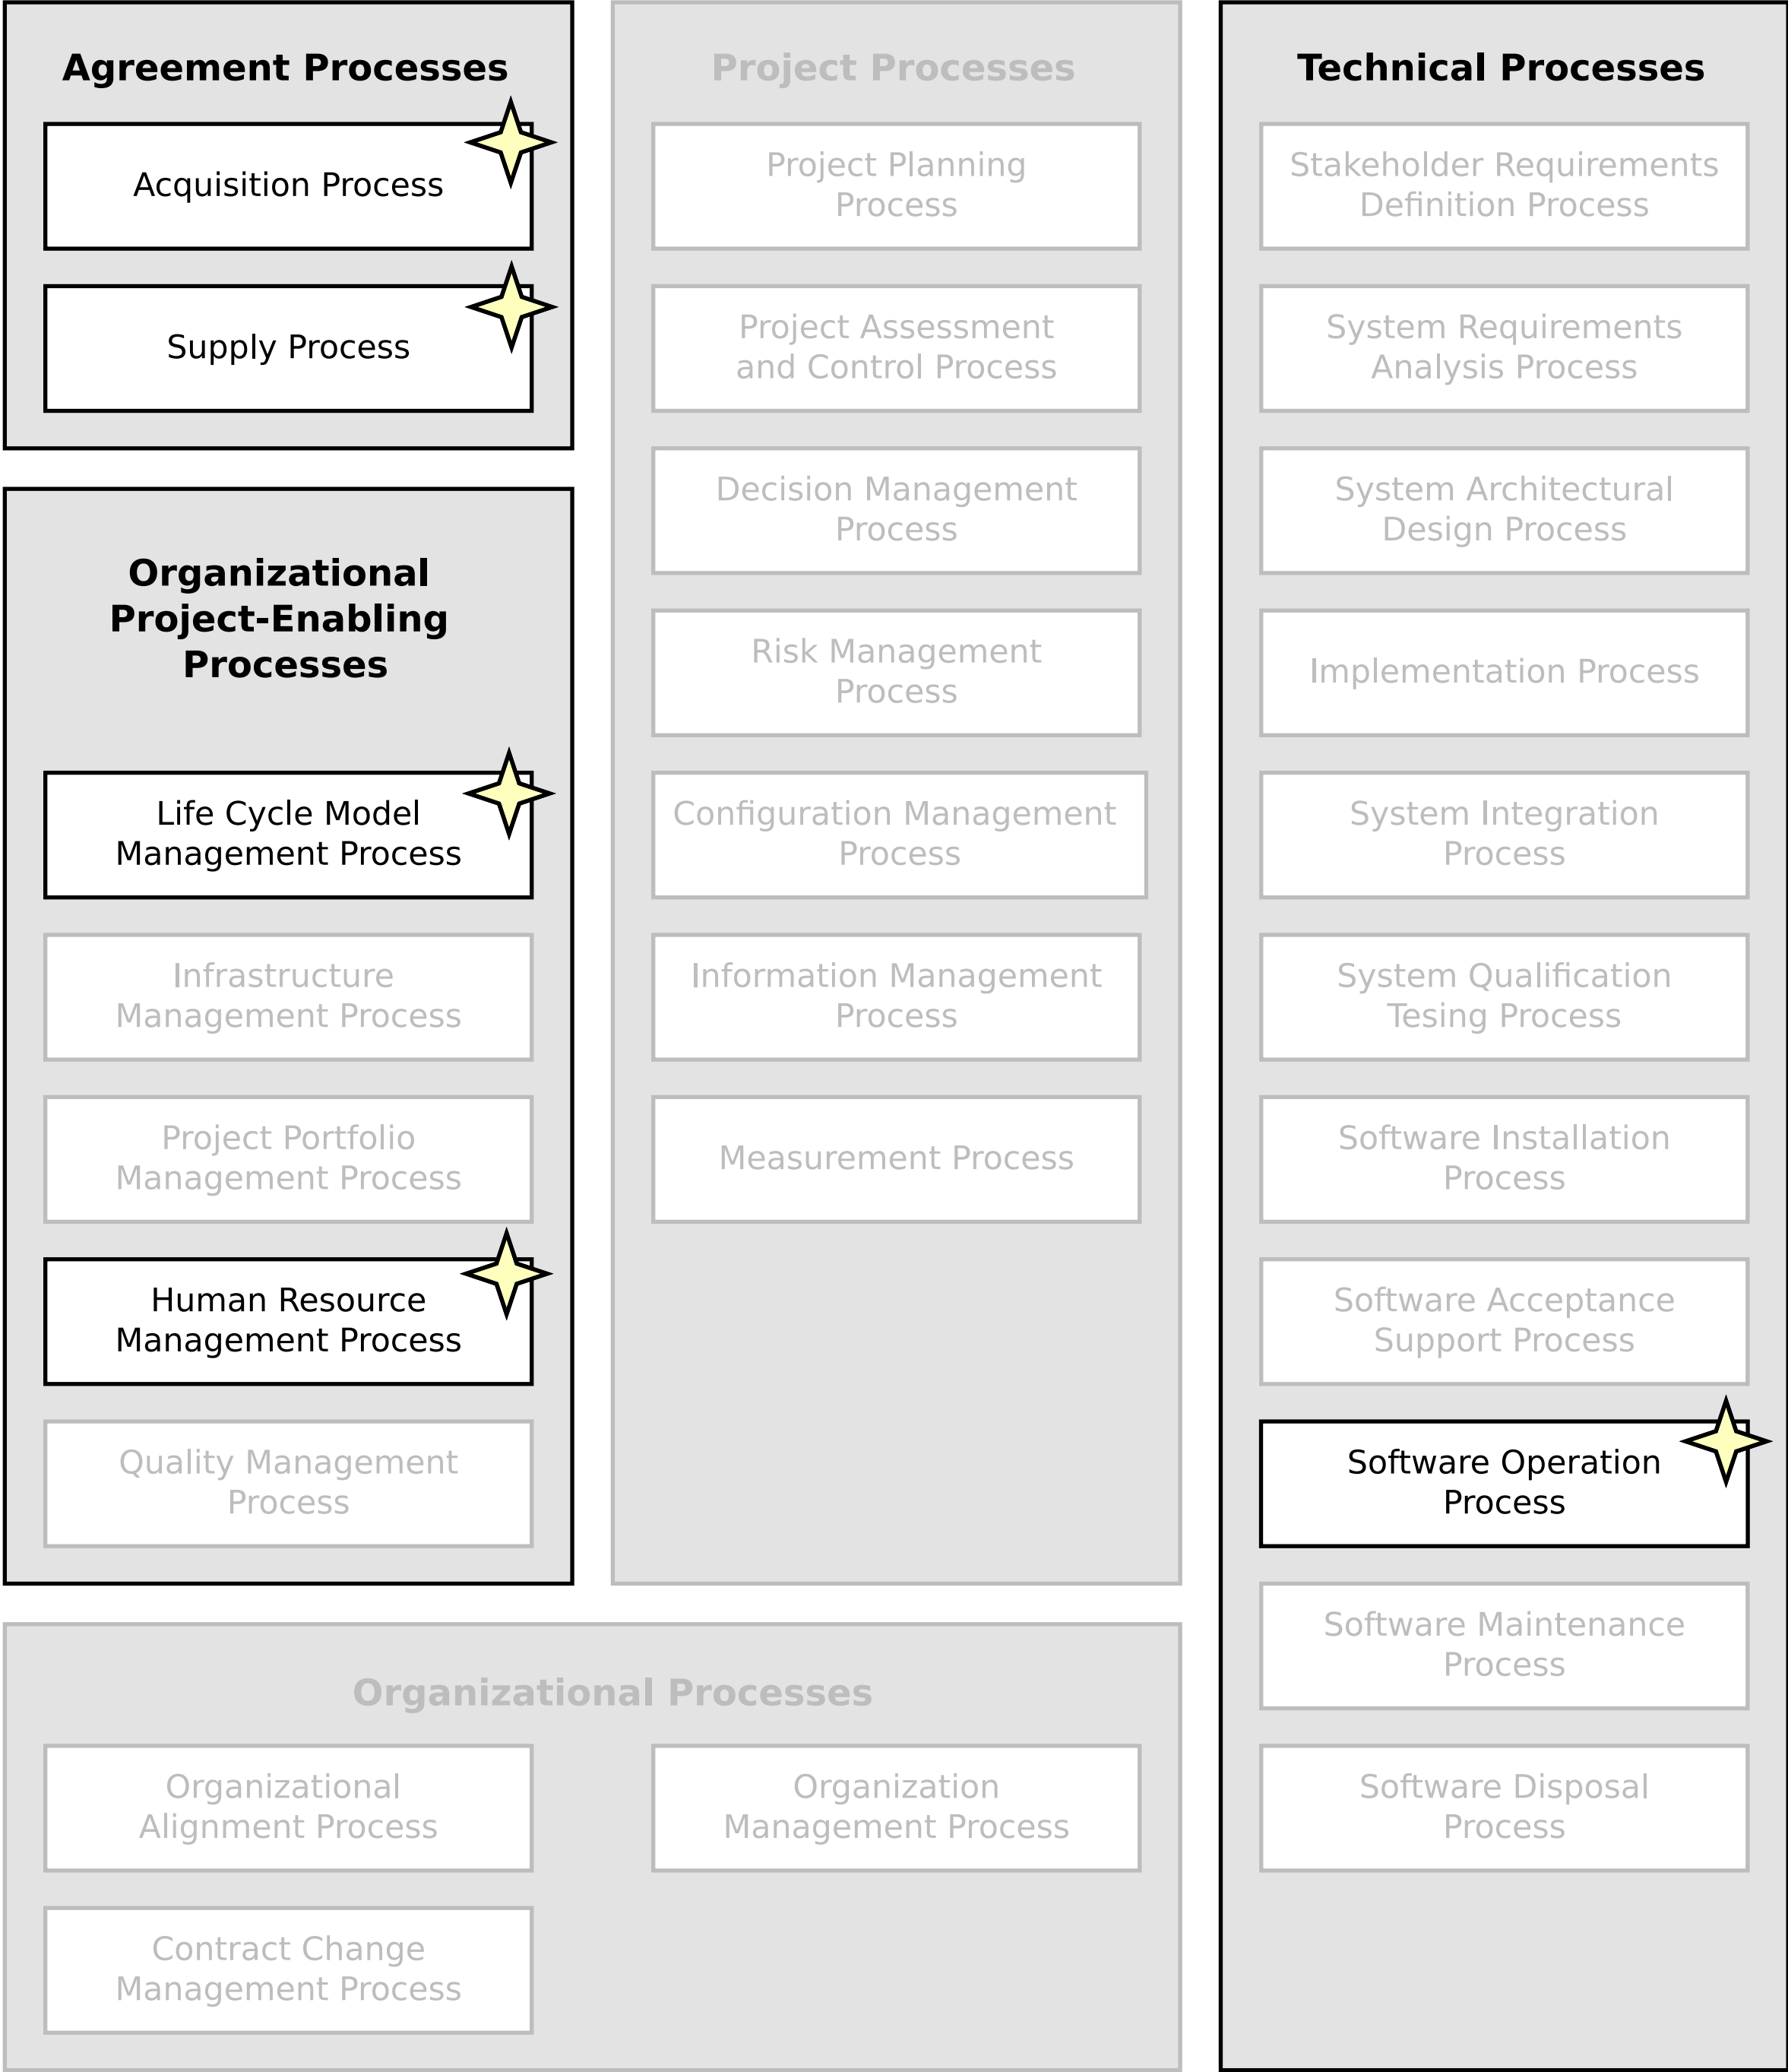 Agreement Processes
Acquisition Process
Supply Process
Organizational
Project-Enabling
Processes
Life Cycle Model
Management Process
Infrastructure
Management Process
Project Portfolio
Management Process
Human Resource
Management Process
Quality Management
Process
Project Processes
Project Planning
Process
Project Assessment
and Control Process
Decision Management
Process
Risk Management
Process
Configuration Management
Process
Information Management
Process
Measurement Process
Organizational Processes
Organizational
Alignment Process
Organization
Management Process
Contract Change
Management Process
Technical Processes
Stakeholder Requirements
Definition Process
System Requirements
Analysis Process
System Architectural
Design Process
Implementation Process
System Integration
Process
System Qualification
Tesing Process
Software Installation
Process
Software Acceptance
Support Process
Software Operation
Process
Software Maintenance
Process
Software Disposal
Process